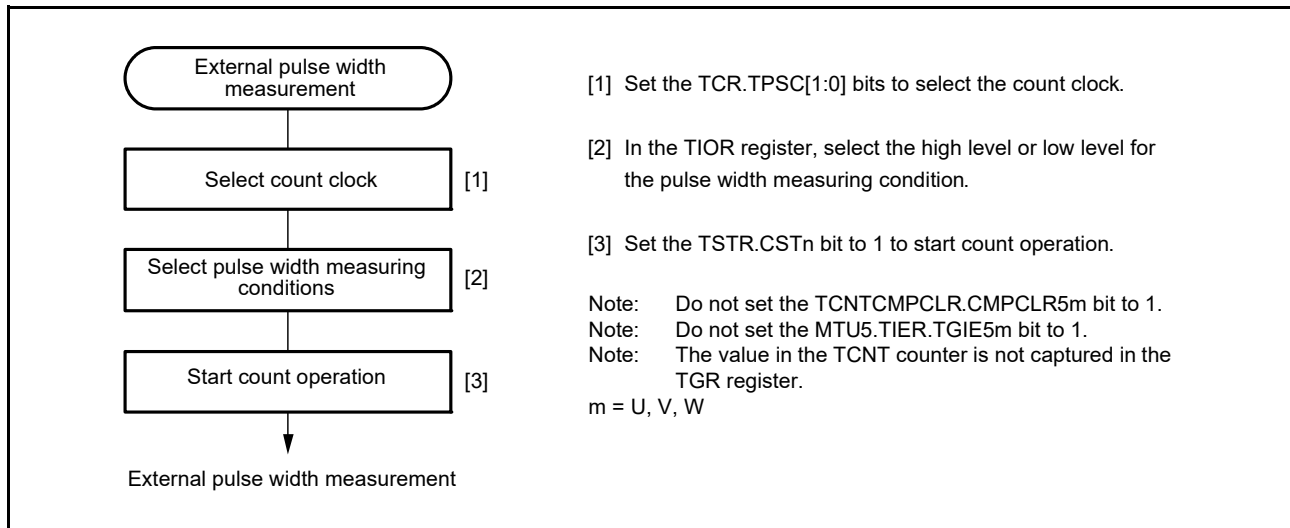 External pulse width
measurement
Select count clock
[1]
Select pulse width measuring
conditions
[2]
Start count operation
[3]
External pulse width measurement
[1] Set the TCR.TPSC[1:0] bits to select the count clock.
[2] In the TIOR register, select the high level or low level for
the pulse width measuring condition.
[3] Set the TSTR.CSTn bit to 1 to start count operation.
Note: Do not set the TCNTCMPCLR.CMPCLR5m bit to 1.
Note: Do not set the MTU5.TIER.TGIE5m bit to 1.
Note: The value in the TCNT counter is not captured in the
TGR register.
m = U, V, W